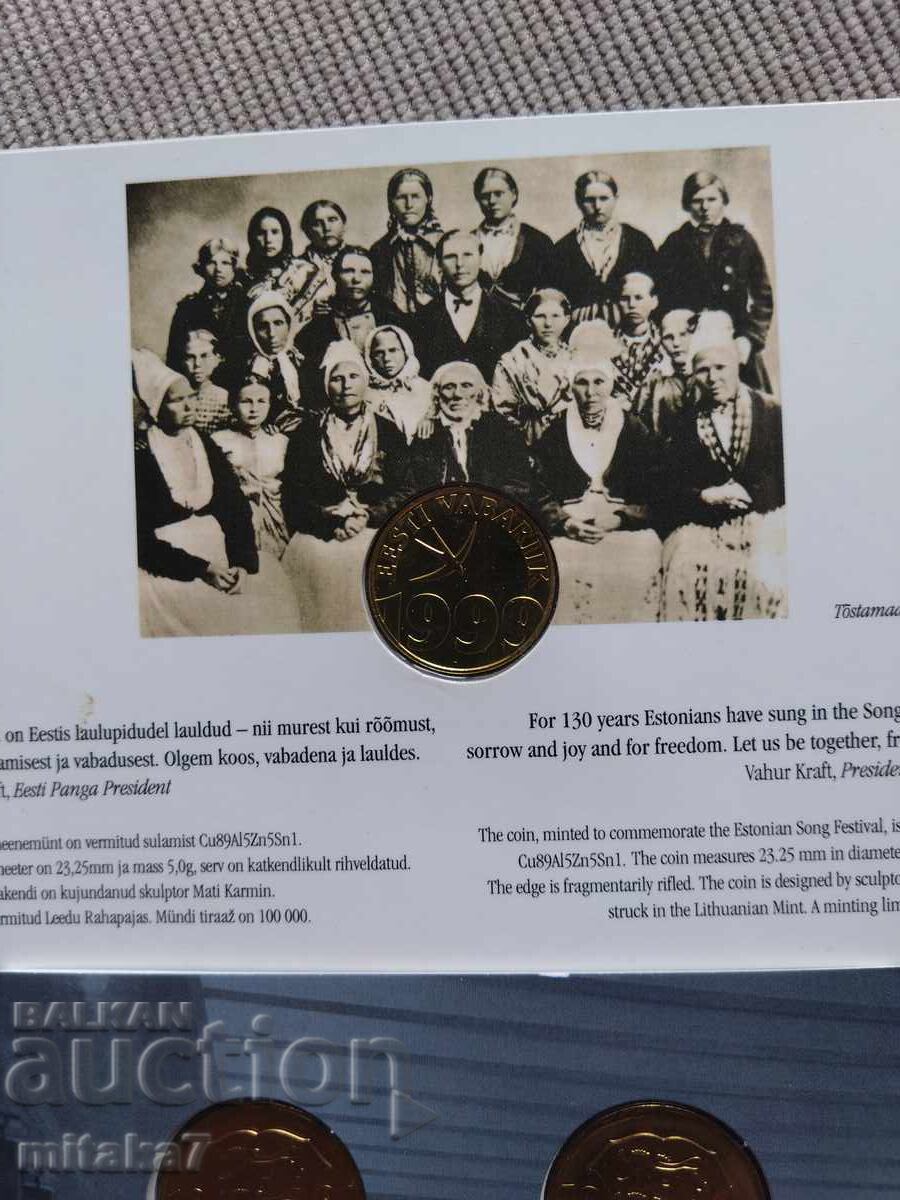 EESTI VABARIIK
1999
Tõstamaa
on Eestis laulupidudel lauldud – nii murest kui rõõmust,
amisest ja vabadusest. Olgem koos, vabadena ja lauldes.
ft, Eesti Panga President
eenemünt on vermitud sulamist Cu89Al5Zn5Sn1.
meeter on 23,25mm ja mass 5,0g, serv on katkendlikult rihveldatud.
akendi on kujundanud skulptor Mati Karmin.
ermitud Leedu Rahapajas. Mündi tiraaž on 100 000.
For 130 years Estonians have sung in the Song
sorrow and joy and for freedom. Let us be together, fr
Vahur Kraft, Preside
The coin, minted to commemorate the Estonian Song Festival, is
Cu89Al5Zn5Sn1. The coin measures 23.25 mm in diamete
The edge is fragmentarily rifled. The coin is designed by sculpto
struck in the Lithuanian Mint. A minting lim
BALKAN
auction
mitaka7